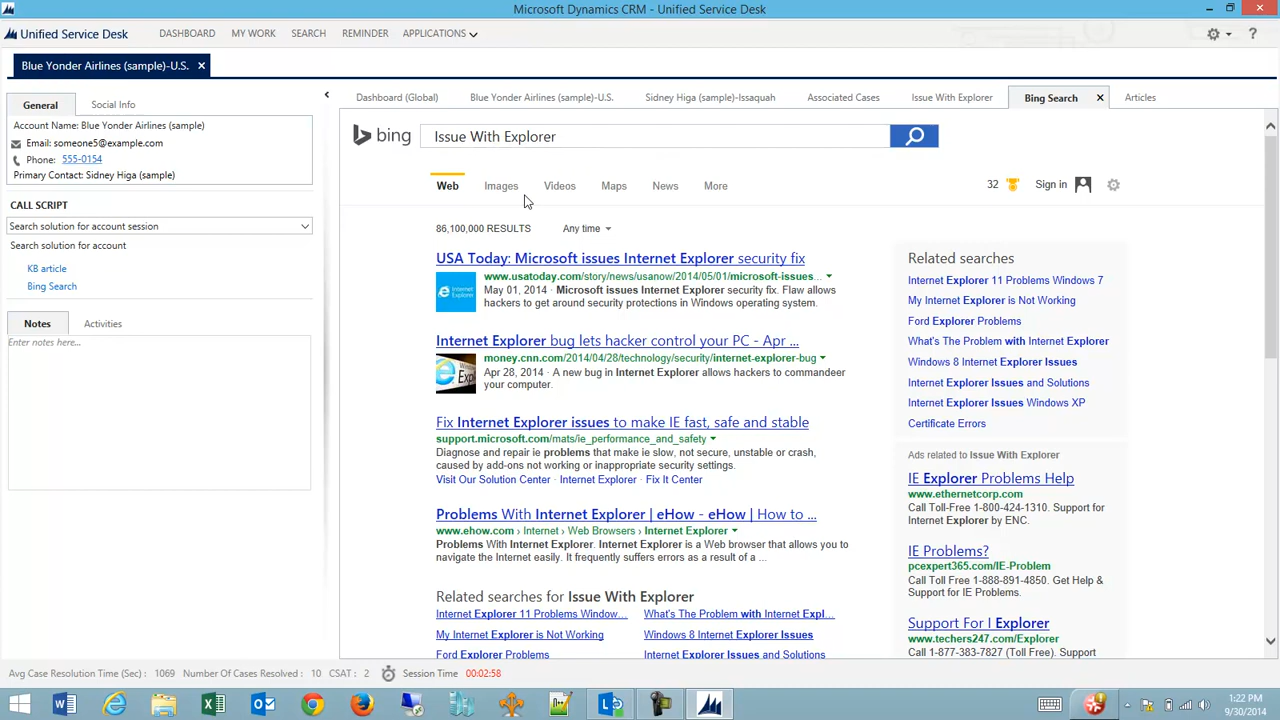 Microsoft Dynamics CRM - Unified Service Desk
Unified Service Desk
DASHBOARD MY WORK SEARCH REMINDER APPLICATIONS
?
Blue Yonder Airlines (sample)-U.S. ×
General Social Info
Account Name: Blue Yonder Airlines (sample)
Email: someone5@example.com
Phone: 555-0154
Primary Contact: Sidney Higa (sample)
CALL SCRIPT
Search solution for account session
Search solution for account
KB article
Bing Search
Notes Activities
Enter notes here...
Dashboard (Global) Blue Yonder Airlines (sample)-U.S. Sidney Higa (sample)-Issaquah Associated Cases Issue With Explorer Bing Search × Articles
bing Issue With Explorer
Web Images Videos Maps News More
32 Sign in
86,100,000 RESULTS Any time
USA Today: Microsoft issues Internet Explorer security fix
www.usatoday.com/story/news/usanow/2014/05/01/microsoft-issues...
May 01, 2014 · Microsoft issues Internet Explorer security fix. Flaw allows
hackers to get around security protections in Windows operating system.
Internet Explorer bug lets hacker control your PC - Apr ...
money.cnn.com/2014/04/28/technology/security/internet-explorer-bug
Apr 28, 2014 · A new bug in Internet Explorer allows hackers to commandeer
your computer.
Fix Internet Explorer issues to make IE fast, safe and stable
support.microsoft.com/mats/ie_performance_and_safety
Diagnose and repair ie problems that make ie slow, not secure, unstable or crash,
caused by add-ons not working or inappropriate security settings.
Visit Our Solution Center · Internet Explorer · Fix It Center
Problems With Internet Explorer | eHow - eHow | How to ...
www.ehow.com › Internet › Web Browsers › Internet Explorer
Problems With Internet Explorer. Internet Explorer is a Web browser that allows you to
navigate the Internet easily. It frequently suffers errors as a result of a ...
Related searches for Issue With Explorer
Internet Explorer 11 Problems Window... What's The Problem with Internet Expl...
My Internet Explorer is Not Working Windows 8 Internet Explorer Issues
Ford Explorer Problems Internet Explorer Issues and Solutions
Related searches
Internet Explorer 11 Problems Windows 7
My Internet Explorer is Not Working
Ford Explorer Problems
What's The Problem with Internet Explorer
Windows 8 Internet Explorer Issues
Internet Explorer Issues and Solutions
Internet Explorer Issues Windows XP
Certificate Errors
Ads related to Issue With Explorer
IE Explorer Problems Help
www.ethernetcorp.com
Call Toll-Free 1-800-424-1310. Support for
Internet Explorer by ENC.
IE Problems?
pcexpert365.com/IE-Problem
Call Toll Free 1-888-891-4850. Get Help &
Support for IE Problems.
Support For I Explorer
www.techers247.com/Explorer
Call 1-877-383-7827 (Toll Free). Support
Avg Case Resolution Time (Sec) : 1069 Number Of Cases Resolved : 10 CSAT : 2 Session Time 00:02:58
1:22 PM
9/30/2014